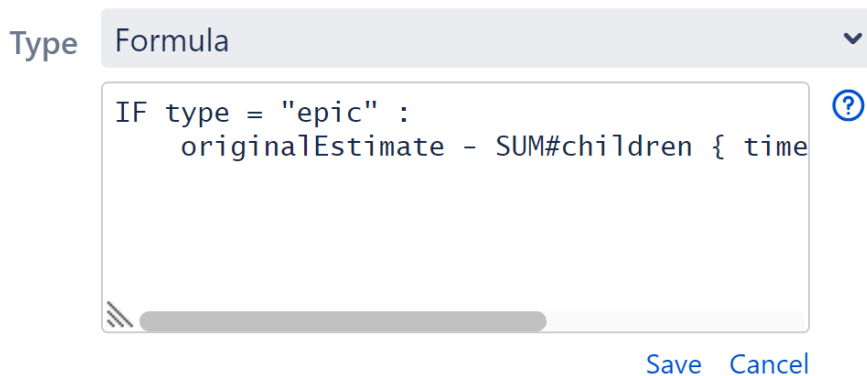 Type
Formula
IF type = "epic" :
originalEstimate - SUM#children { time
?
Save Cancel